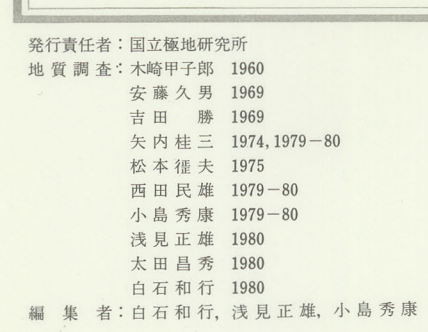 発行責任者：国立極地研究所
地質調査：木崎甲子郎 1960
安藤久男 1969
吉田 勝 1969
矢内桂三 1974, 1979－80
松本徰夫 1975
西田民雄 1979－80
小島秀康 1979－80
浅見正雄 1980
太田昌秀 1980
白石和行 1980
編集者：白石和行，浅見正雄，小島秀康